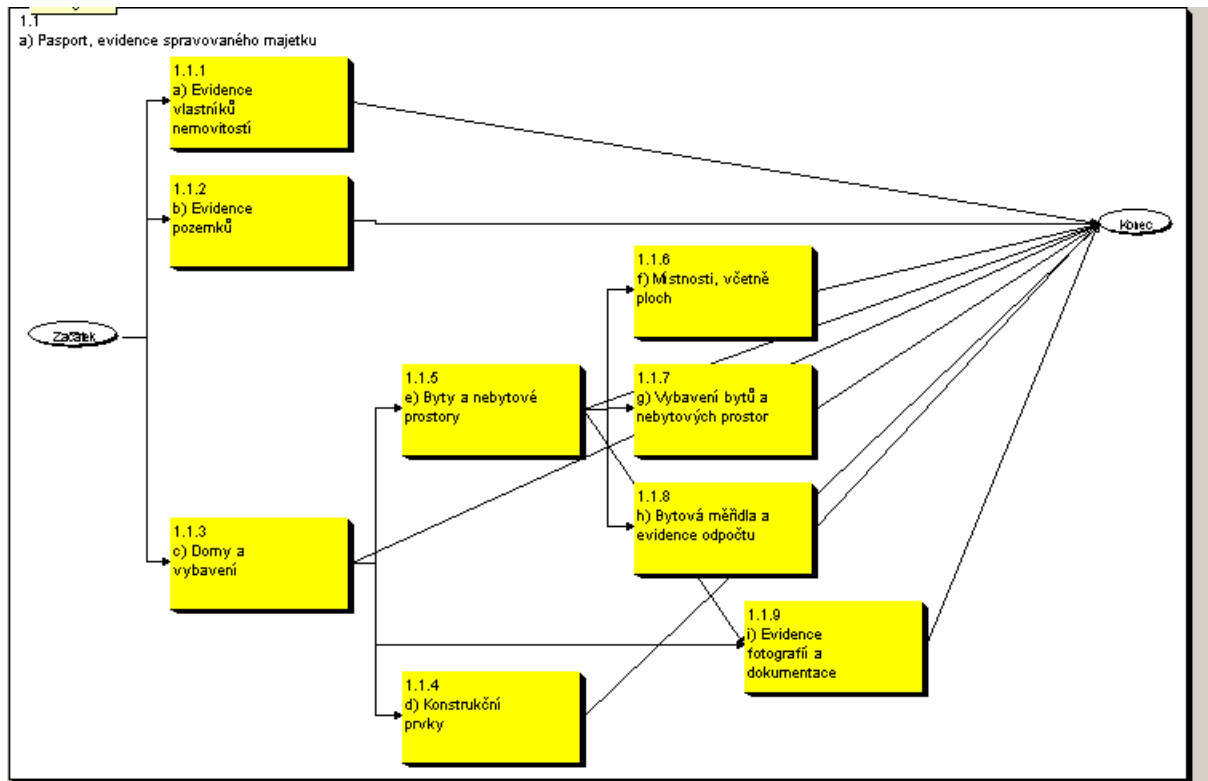 1.1
a) Pasport, evidence spravovaného majetku
1.1.1
a) Evidence
vlastníků
nemovitostí
1.1.2
b) Evidence
pozemků
Konec
1.1.6
f) Místnosti, včetně
ploch
Začátek
1.1.5
e) Byty a nebytové
prostory
1.1.7
g) Vybavení bytů a
nebytových prostor
1.1.8
h) Bytová měřidla a
evidence odpočtu
1.1.3
c) Domy a
vybavení
1.1.9
i) Evidence
fotografií a
dokumentace
1.1.4
d) Konstrukční
prvky